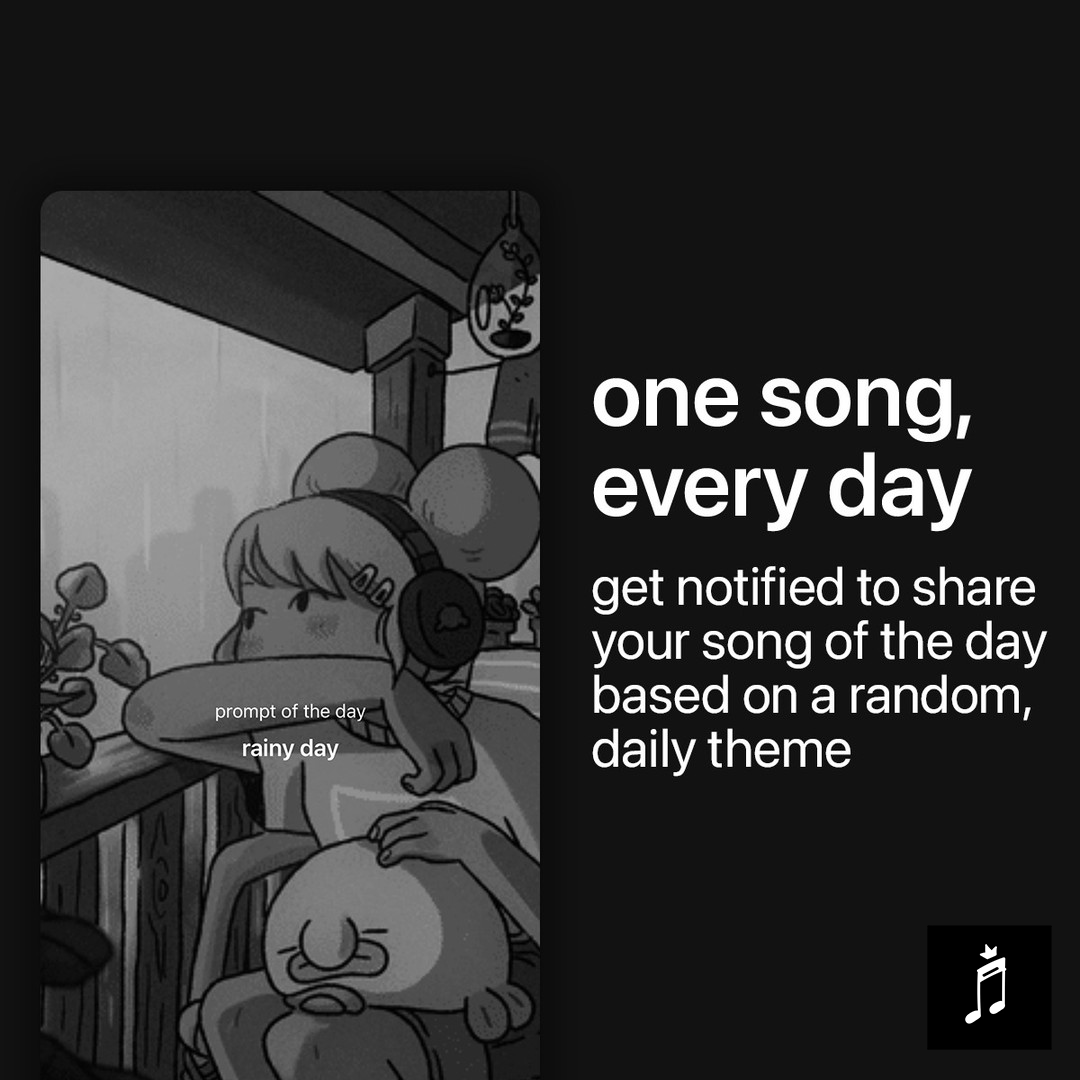 one song,
every day
get notified to share
your song of the day
based on a random,
daily theme
prompt of the day
rainy day